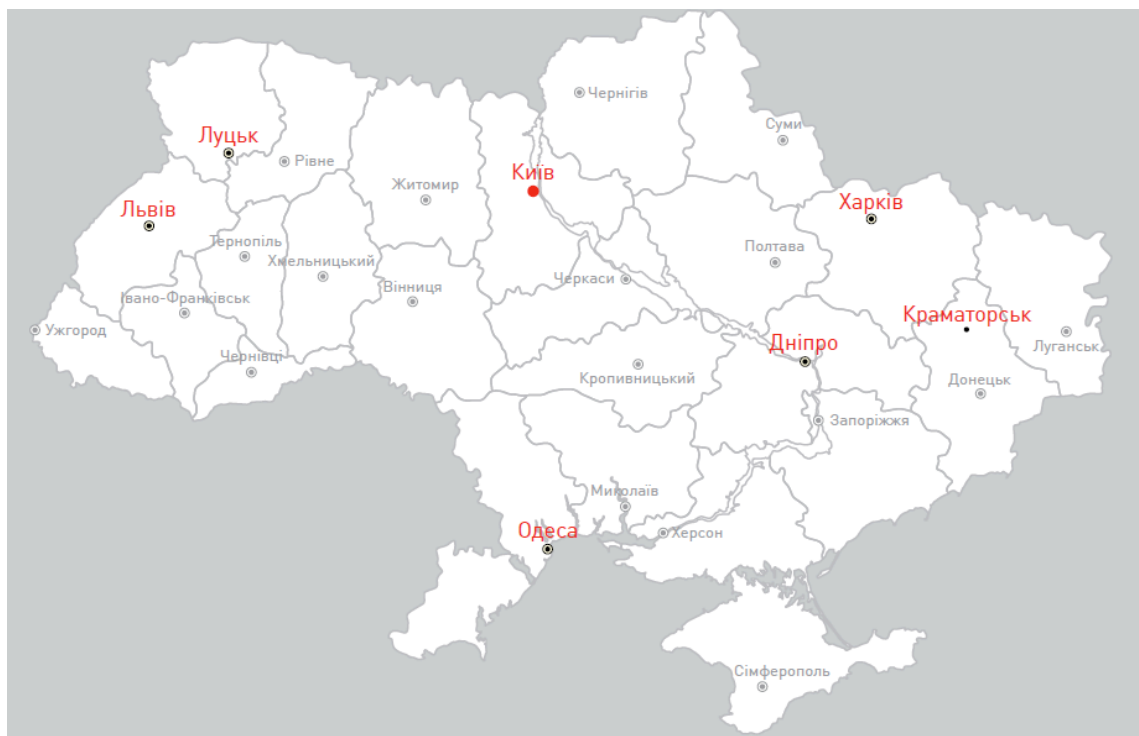 Чернігів
Суми
Луцьк
Рівне
Київ
Житомир
Харків
Львів
Тернопіль
Полтава
Хмельницький
Черкаси
Вінниця
Івано-Франківськ
Краматорськ
Ужгород
Дніпро
Луганськ
Чернівці
Кропивницький
Донецьк
Запоріжжя
Миколаїв
Одеса
Херсон
Сімферополь